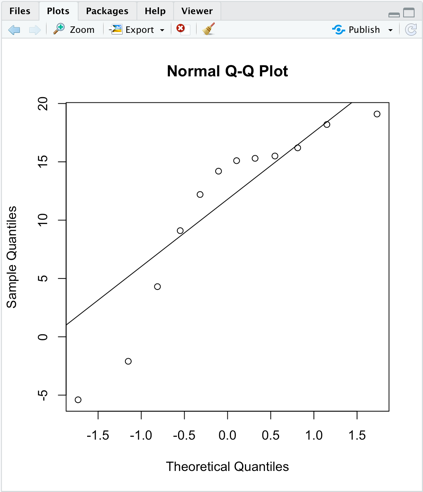 Files Plots Packages Help Viewer
Zoom Export Publish
Normal Q-Q Plot
20
15
10
5
0
-5
Sample Quantiles
-1.5 -1.0 -0.5 0.0 0.5 1.0 1.5
Theoretical Quantiles